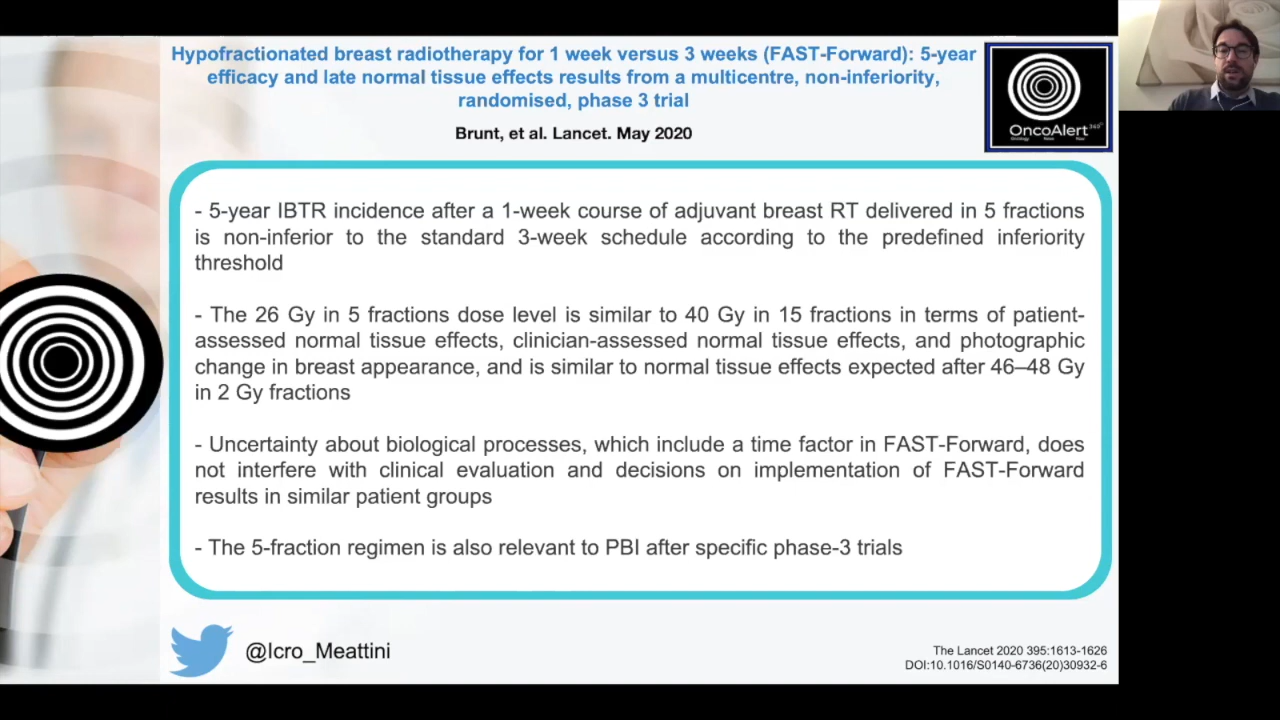 Hypofractionated breast radiotherapy for 1 week versus 3 weeks (FAST-Forward): 5-year
efficacy and late normal tissue effects results from a multicentre, non-inferiority,
randomised, phase 3 trial
Brunt, et al. Lancet. May 2020
OncoAlert
- 5-year IBTR incidence after a 1-week course of adjuvant breast RT delivered in 5 fractions
is non-inferior to the standard 3-week schedule according to the predefined inferiority
threshold
- The 26 Gy in 5 fractions dose level is similar to 40 Gy in 15 fractions in terms of patient-
assessed normal tissue effects, clinician-assessed normal tissue effects, and photographic
change in breast appearance, and is similar to normal tissue effects expected after 46–48 Gy
in 2 Gy fractions
- Uncertainty about biological processes, which include a time factor in FAST-Forward, does
not interfere with clinical evaluation and decisions on implementation of FAST-Forward
results in similar patient groups
- The 5-fraction regimen is also relevant to PBI after specific phase-3 trials
@Icro_Meattini
The Lancet 2020 395:1613-1626
DOI:10.1016/S0140-6736(20)30932-6